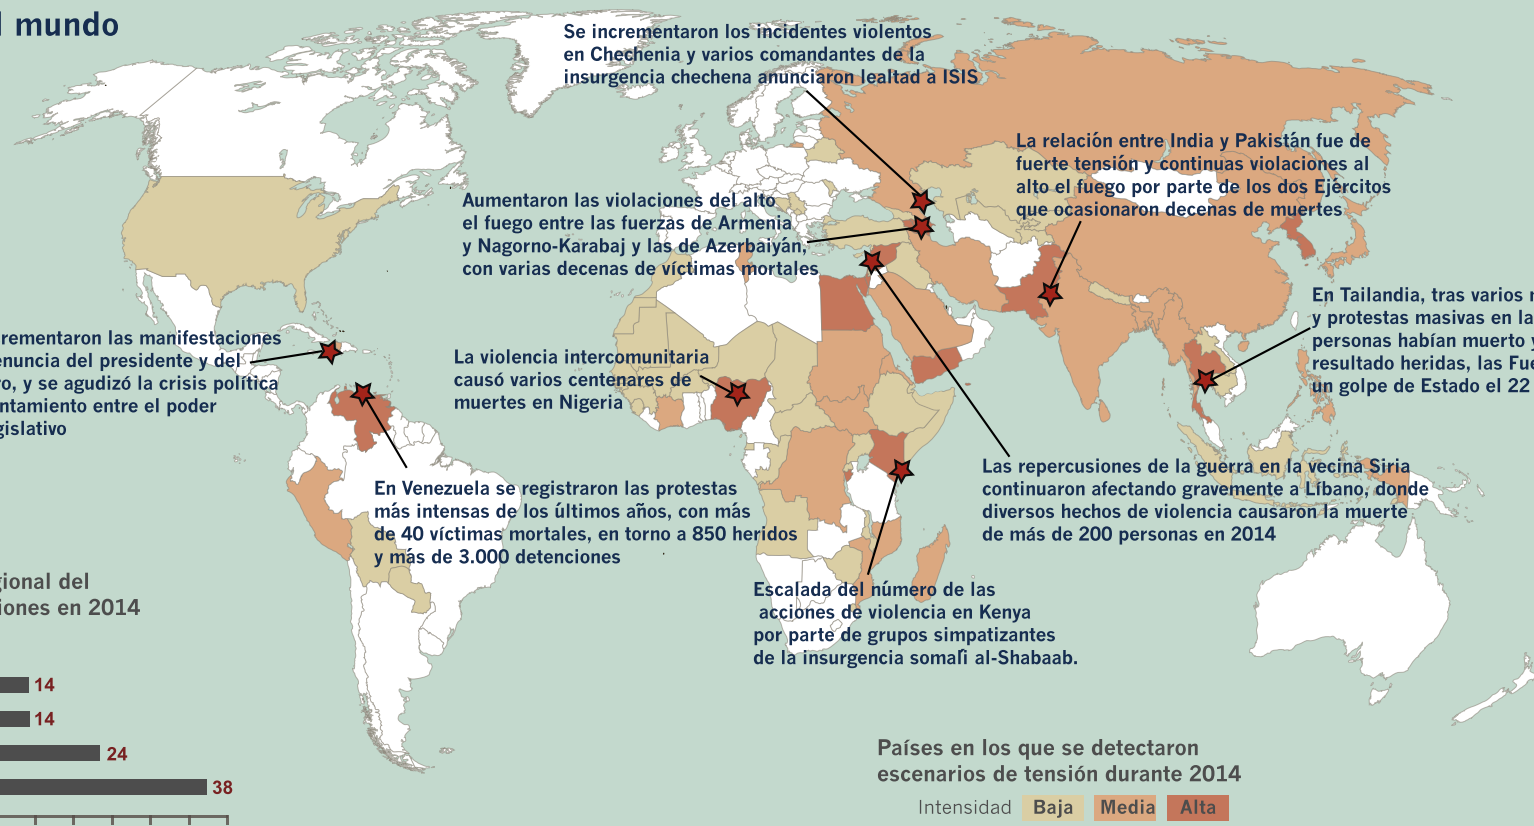 l mundo
Se incrementaron los incidentes violentos
en Chechenia y varios comandantes de la
insurgencia chechena anunciaron lealtad a ISIS
La relación entre India y Pakistán fue de
fuerte tensión y continuas violaciones al
alto el fuego por parte de los dos Ejércitos
que ocasionaron decenas de muertes
Aumentaron las violaciones del alto
el fuego entre las fuerzas de Armenia
y Nagorno-Karabaj y las de Azerbaiyán,
con varias decenas de víctimas mortales
En Tailandia, tras varios
y protestas masivas en la
personas habían muerto y
resultado heridas, las Fue
un golpe de Estado el 22
rementaron las manifestaciones
enuncia del presidente y del
ro, y se agudizó la crisis política
ntamiento entre el poder
gislativo
La violencia intercomunitaria
causó varios centenares de
muertes en Nigeria
En Venezuela se registraron las protestas
más intensas de los últimos años, con más
de 40 víctimas mortales, en torno a 850 heridos
y más de 3.000 detenciones
Las repercusiones de la guerra en la vecina Siria
continuaron afectando gravenente a Líbano, donde
diversos hechos de violencia causaron la muerte
de más de 200 personas en 2014
Escalada del número de las
acciones de violencia en Kenya
por parte de grupos simpatizantes
de la insurgencia somalî al-Shabaab.
gional del
iones en 2014
14
14
24
38
Países en los que se detectaron
escenarios de tensión durante 2014
Intensidad Baja Media Alta